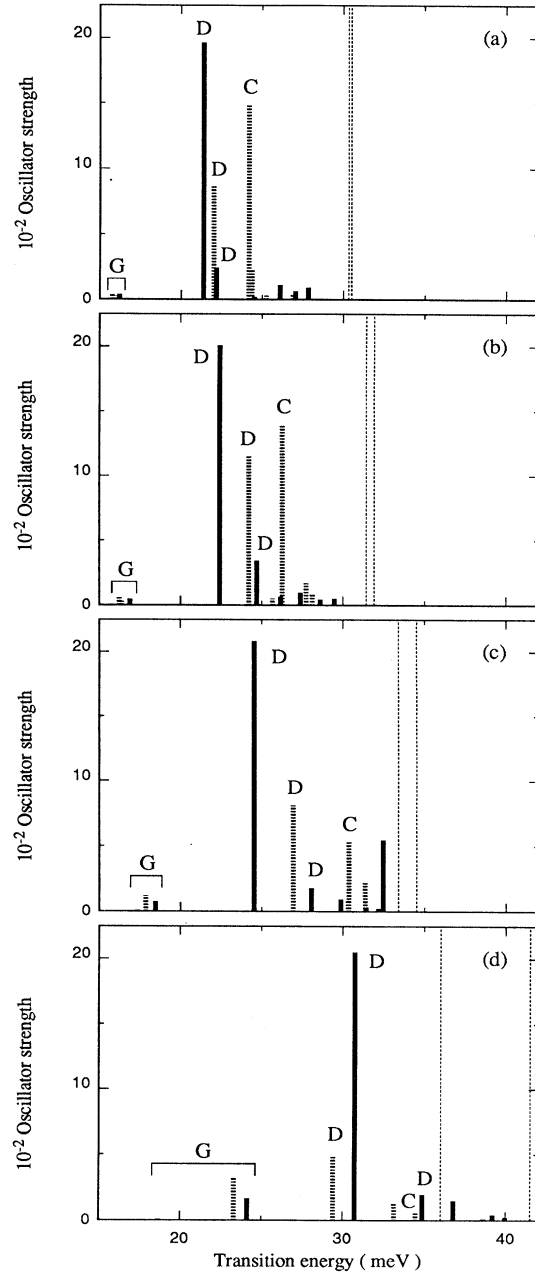 (a)
D
C
D
D
G
20
10
0
10⁻² Oscillator strength
(b)
D
C
D
D
G
20
10
0
10⁻² Oscillator strength
(c)
D
D
C
D
G
20
10
0
10⁻² Oscillator strength
(d)
D
D
D
C
G
20
10
0
10⁻² Oscillator strength
20 30 40
Transition energy ( meV )